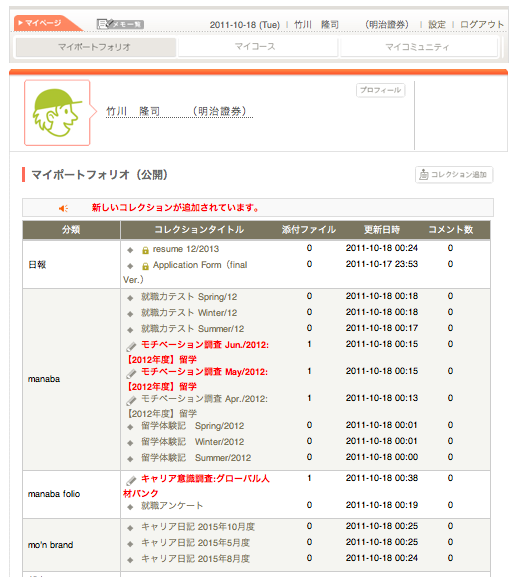 マイページ
メモ一覧
2011-10-18 (Tue) | 竹川 隆司 (明治證券) | 設定 | ログアウト
マイポートフォリオ マイコース マイコミュニティ
プロフィール
竹川 隆司 (明治證券)
マイポートフォリオ（公開）
コレクション追加
新しいコレクションが追加されています。
分類 コレクションタイトル 添付ファイル 更新日時 コメント数
日報
resume 12/2013 0 2011-10-18 00:24 0
Application Form（final 0 2011-10-17 23:53 0
Ver.）
manaba
就職力テスト Spring/12 0 2011-10-18 00:18 0
就職力テスト Winter/12 0 2011-10-18 00:18 0
就職力テスト Summer/12 0 2011-10-18 00:17 0
モチベーション調査 Jun./2012: 1 2011-10-18 00:15 0
【2012年度】留学
モチベーション調査 May/2012: 1 2011-10-18 00:15 0
【2012年度】留学
モチベーション調査 Apr./2012: 1 2011-10-18 00:13 0
【2012年度】留学
留学体験記 Spring/2012 0 2011-10-18 00:01 0
留学体験記 Winter/2012 0 2011-10-18 00:01 0
留学体験記 Summer/2012 0 2011-10-18 00:00 0
manaba folio
キャリア意識調査:グローバル人 1 2011-10-18 00:38 0
材バンク
就職アンケート 0 2011-10-18 00:19 0
mo'n brand
キャリア日記 2015年10月度 0 2011-10-18 00:25 0
キャリア日記 2015年5月度 0 2011-10-18 00:25 0
キャリア日記 2015年8月度 0 2011-10-18 00:24 0